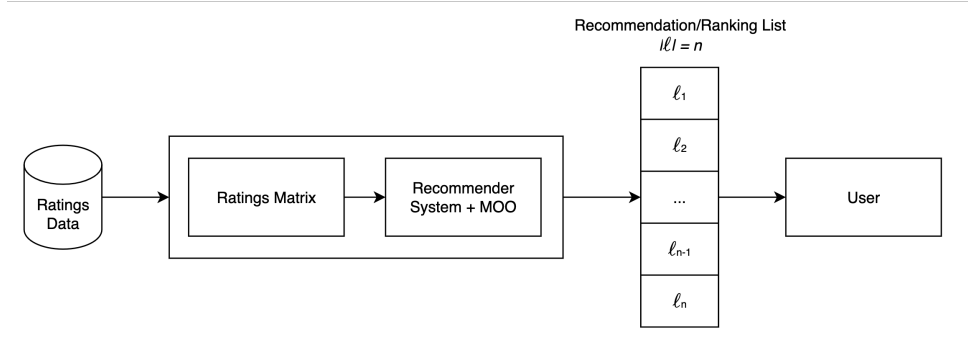 Recommendation/Ranking List
|ℓ| = n
ℓ1
ℓ2
...
ℓn-1
ℓn
Ratings
Data
Ratings Matrix
Recommender
System + MOO
User